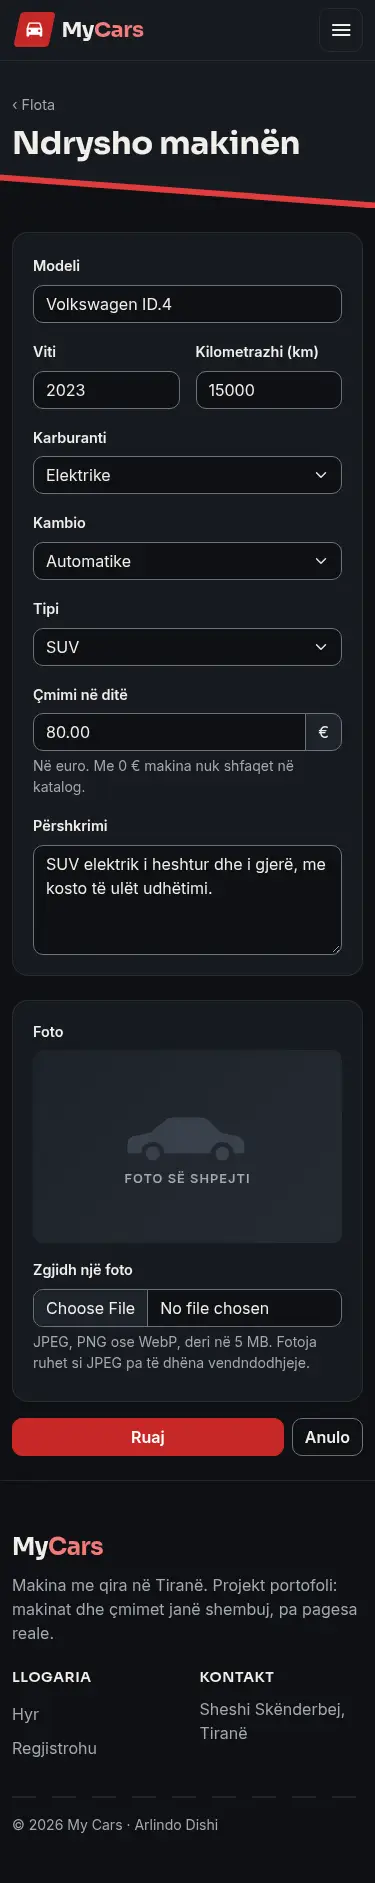 MyCars
‹ Flota
Ndrysho makinën
Modeli
Volkswagen ID.4
Viti
Kilometrazhi (km)
2023
15000
Karburanti
Elektrike
Kambio
Automatike
Tipi
SUV
Çmimi në ditë
80.00
€
Në euro. Me 0 € makina nuk shfaqet në
katalog.
Përshkrimi
SUV elektrik i heshtur dhe i gjerë, me
kosto të ulët udhëtimi.
Foto
FOTO SË SHPEJTI
Zgjidh një foto
Choose File
No file chosen
JPEG, PNG ose WebP, deri në 5 MB. Fotoja
ruhet si JPEG pa të dhëna vendndodhjeje.
Ruaj
Anulo
MyCars
Makina me qira në Tiranë. Projekt portofoli:
makinat dhe çmimet janë shembuj, pa pagesa
reale.
LLOGARIA
Hyr
Regjistrohu
KONTAKT
Sheshi Skënderbej,
Tiranë
© 2026 My Cars · Arlindo Dishi